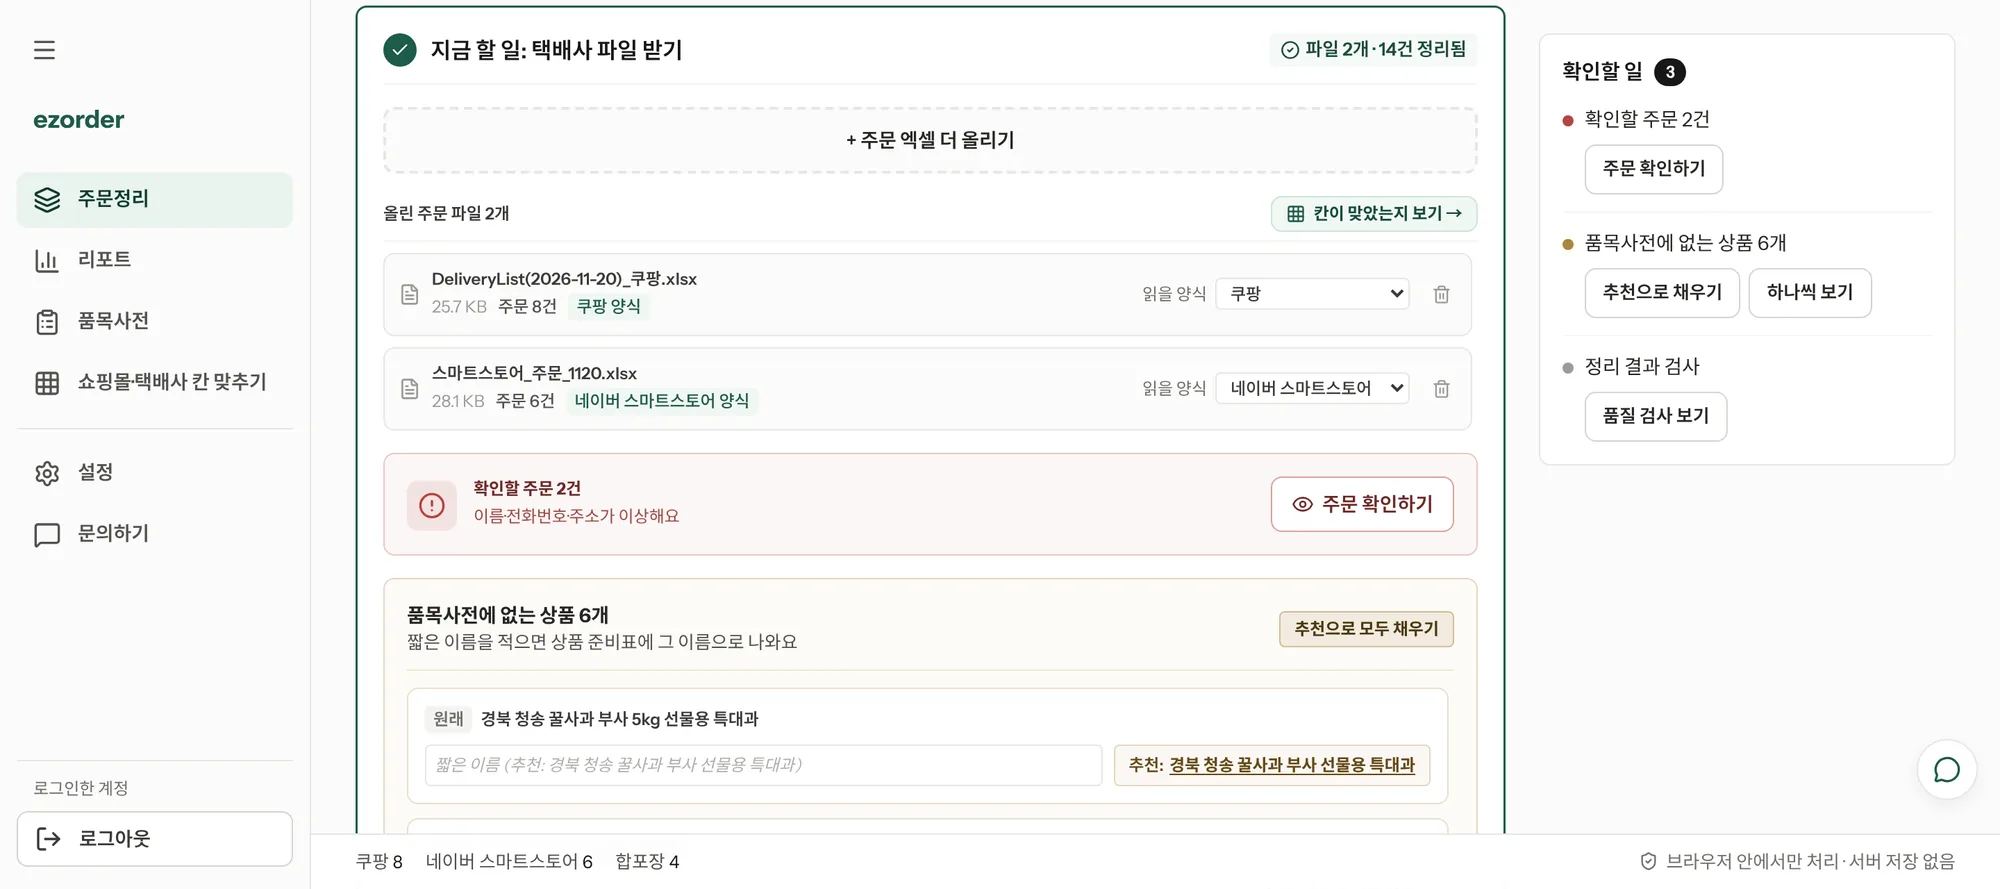 ezorder
주문정리
리포트
품목사전
쇼핑몰·택배사 칸 맞추기
설정
문의하기
로그인한 계정
로그아웃
지금 할 일: 택배사 파일 받기
파일 2개·14건 정리됨
+ 주문 엑셀 더 올리기
올린 주문 파일 2개
칸이 맞았는지 보기→
DeliveryList(2026-11-20)_쿠팡.xlsx
25.7 KB 주문 8건 쿠팡 양식
읽을 양식 쿠팡
스마트스토어_주문_1120.xlsx
28.1 KB 주문 6건 네이버 스마트스토어 양식
읽을 양식 네이버 스마트스토어
확인할 주문 2건
이름·전화번호·주소가 이상해요
주문 확인하기
품목사전에 없는 상품 6개
짧은 이름을 적으면 상품 준비표에 그 이름으로 나와요
추천으로 모두 채우기
원래 경북 청송 꿀사과 부사 5kg 선물용 특대과
짧은 이름 (추천: 경북 청송 꿀사과 부사 선물용 특대과)
추천: 경북 청송 꿀사과 부사 선물용 특대과
확인할 일 3
확인할 주문 2건
주문 확인하기
품목사전에 없는 상품 6개
추천으로 채우기
하나씩 보기
정리 결과 검사
품질 검사 보기
쿠팡 8 네이버 스마트스토어 6 합포장 4
브라우저 안에서만 처리·서버 저장 없음